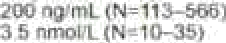 200 ng/mL (N=113–566)
3.5 nmol/L (N=10–35)